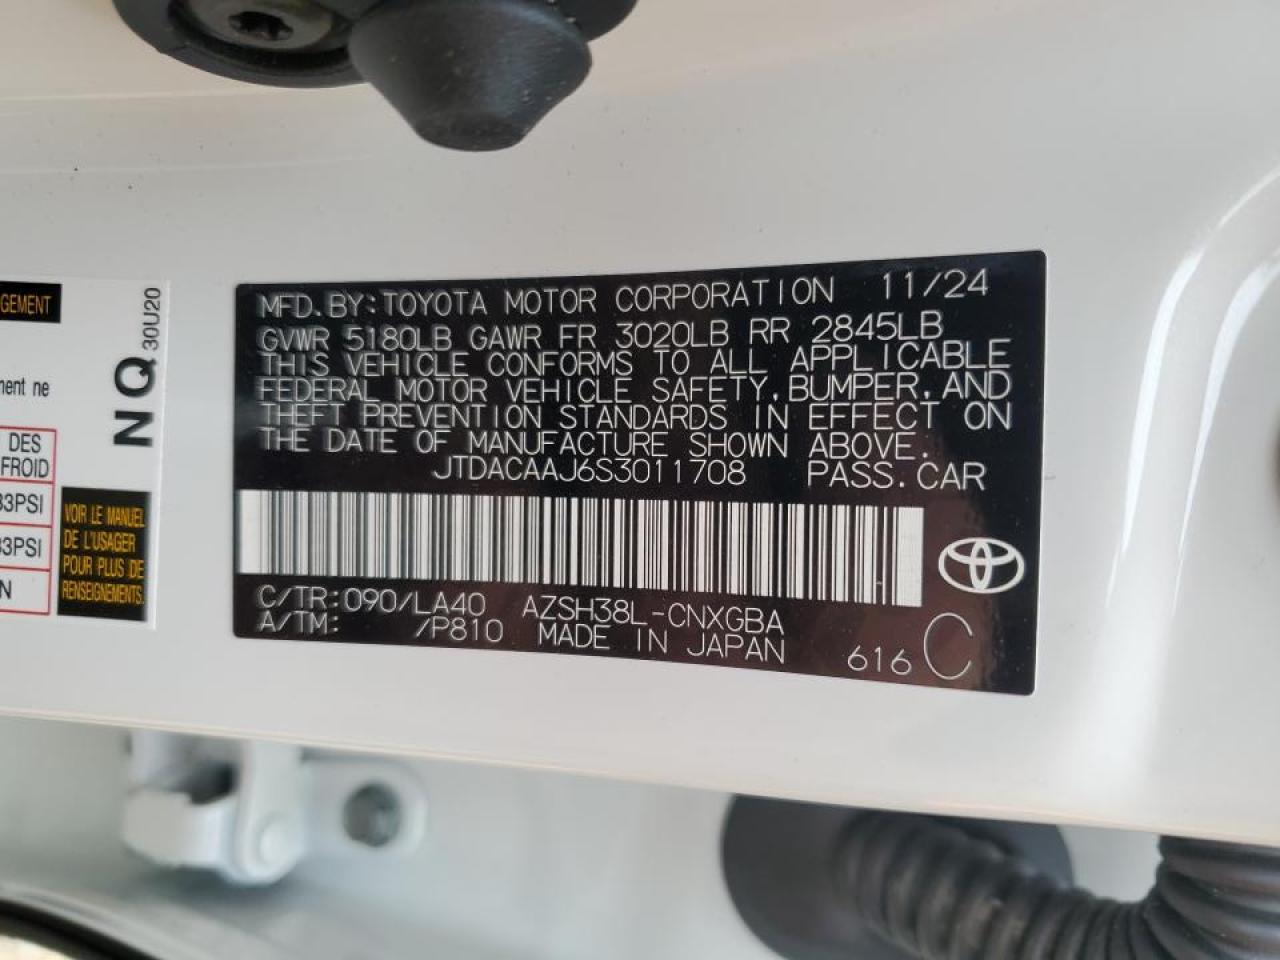 GEMENT
ment ne
DES
FROID
33PSI
33PSI
N
NQ 30U20
VOIR LE MANUEL
DE L'USAGER
POUR PLUS DE
RENSEIGNEMENTS.
MFD.BY:TOYOTA MOTOR CORPORATION 11/24
GVWR 5180LB GAWR FR 3020LB RR 2845LB
THIS VEHICLE CONFORMS TO ALL APPLICABLE
FEDERAL MOTOR VEHICLE SAFETY,BUMPER,AND
THEFT PREVENTION STANDARDS IN EFFECT ON
THE DATE OF MANUFACTURE SHOWN ABOVE.
JTDACAAJ6S3011708 PASS.CAR
C/TR:090/LA40 AZSH38L-CNXGBA
A/TM: /P810 MADE IN JAPAN 616 C